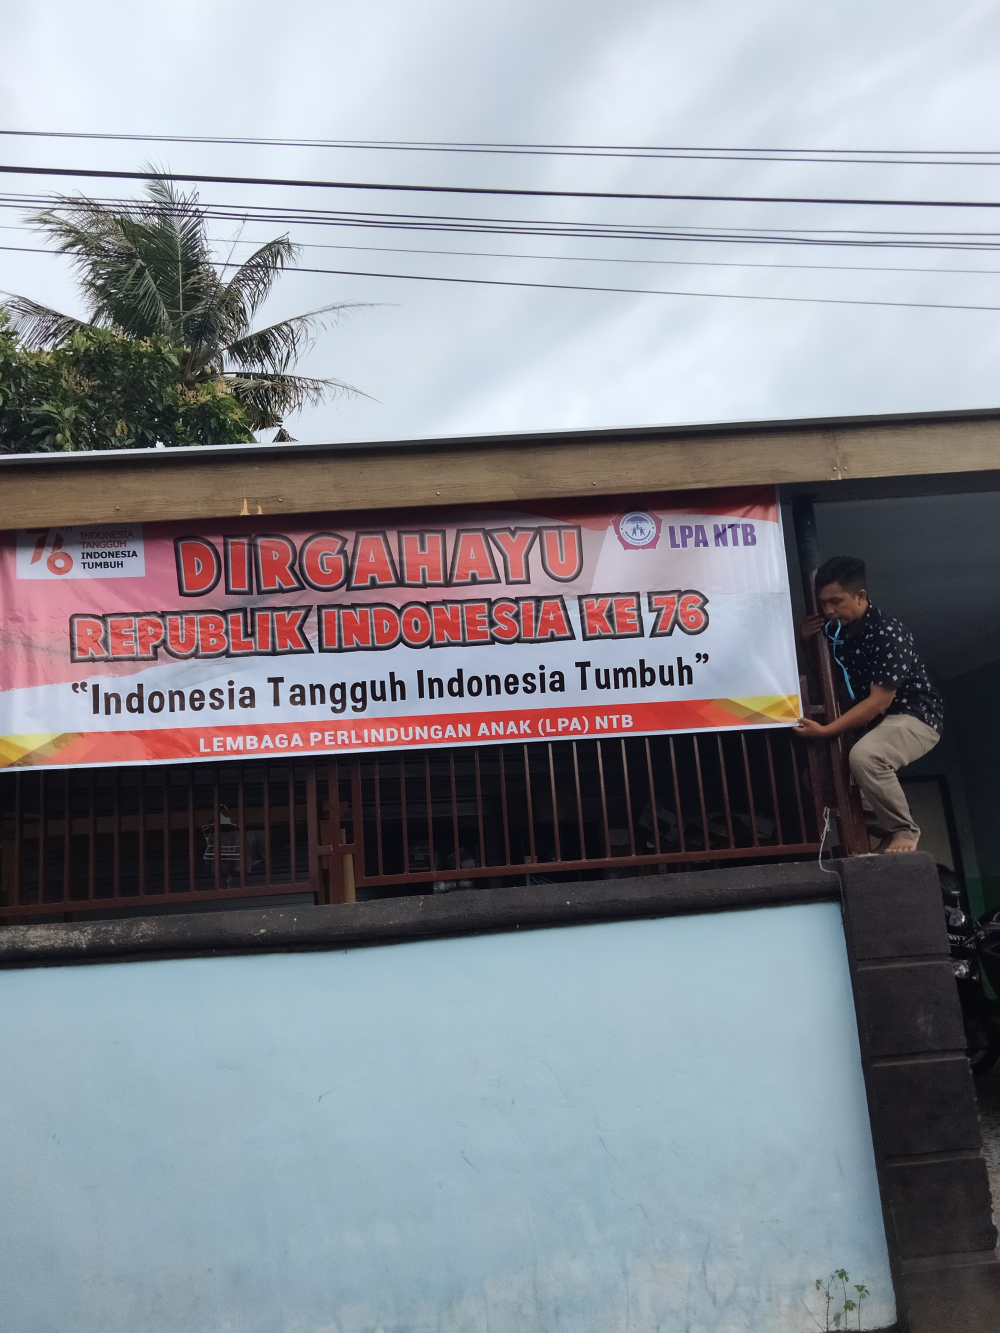 76
INDONESIA
TANGGUH
INDONESIA
TUMBUH
LPA NTB
DIRGAHAYU
REPUBLIK INDONESIA KE 76
“Indonesia Tangguh Indonesia Tumbuh”
LEMBAGA PERLINDUNGAN ANAK (LPA) NTB